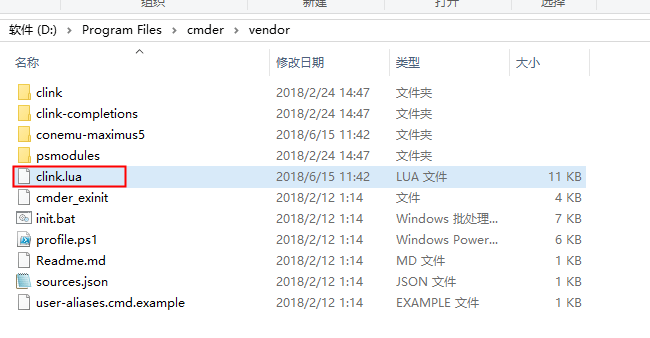 组织 新建 打开 选择
软件 (D:) › Program Files › cmder › vendor
名称 修改日期 类型 大小
clink 2018/2/24 14:47 文件夹
clink-completions 2018/2/24 14:47 文件夹
conemu-maximus5 2018/6/15 11:42 文件夹
psmodules 2018/2/24 14:47 文件夹
clink.lua 2018/6/15 11:42 LUA 文件 11 KB
cmder_exinit 2018/2/12 1:14 文件 4 KB
init.bat 2018/2/12 1:14 Windows 批处理... 7 KB
profile.ps1 2018/2/12 1:14 Windows Power... 6 KB
Readme.md 2018/2/12 1:14 MD 文件 1 KB
sources.json 2018/2/12 1:14 JSON 文件 1 KB
user-aliases.cmd.example 2018/2/12 1:14 EXAMPLE 文件 1 KB